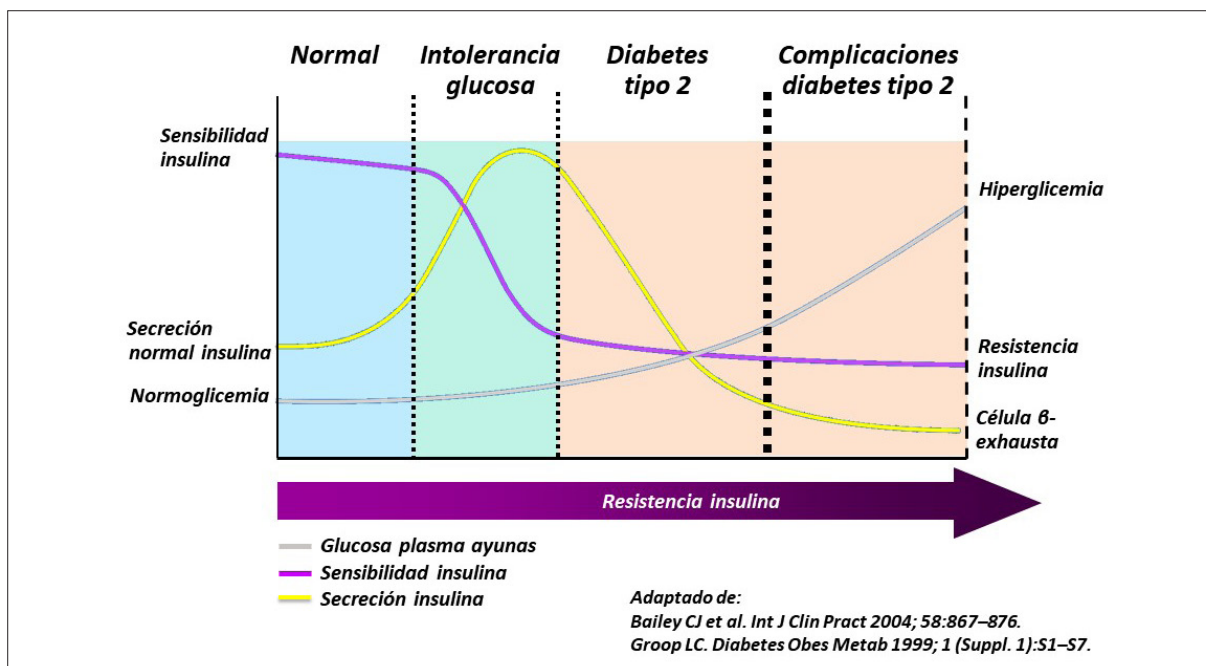 Normal
Intolerancia
glucosa
Diabetes
tipo 2
Complicaciones
diabetes tipo 2
Sensibilidad
insulina
Secreción
normal insulina
Normoglicemia
Hiperglicemia
Resistencia
insulina
Célula β-
exhausta
Resistencia insulina
Glucosa plasma ayunas
Sensibilidad insulina
Secreción insulina
Adaptado de:
Bailey CJ et al. Int J Clin Pract 2004; 58:867–876.
Groop LC. Diabetes Obes Metab 1999; 1 (Suppl. 1):S1–S7.